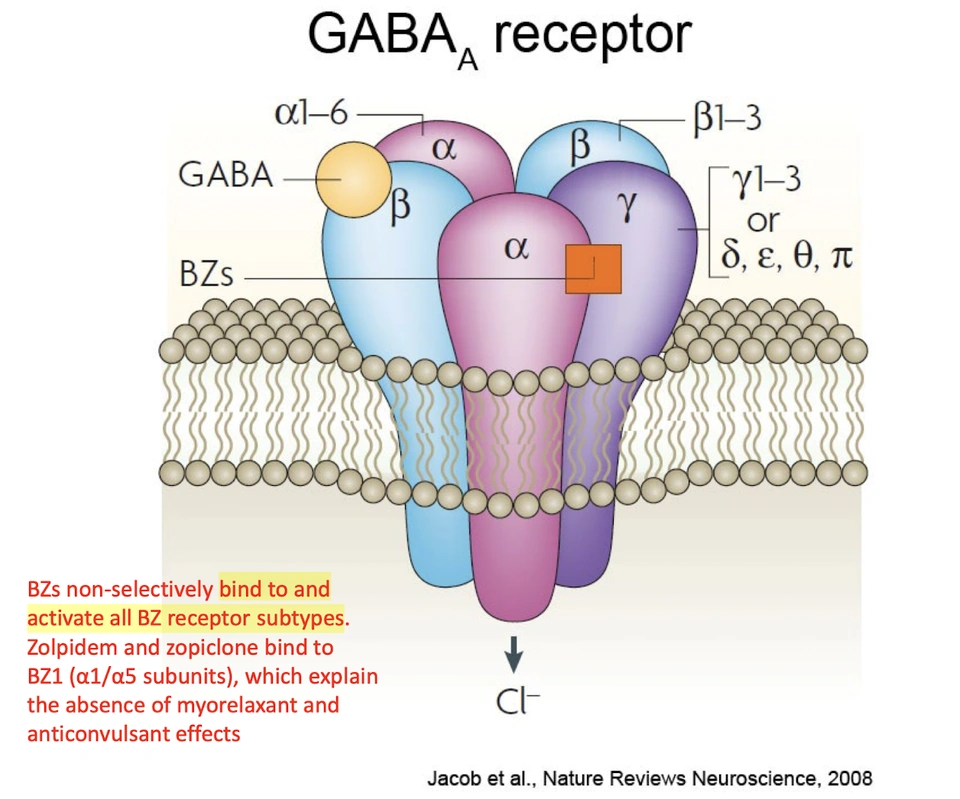 GABA_A receptor
α1–6
β1–3
α
β
GABA
β
γ
γ1–3
or
δ, ε, θ, π
α
BZs
BZs non-selectively bind to and
activate all BZ receptor subtypes.
Zolpidem and zopiclone bind to
BZ1 (α1/α5 subunits), which explain
the absence of myorelaxant and
anticonvulsant effects
Cl⁻
Jacob et al., Nature Reviews Neuroscience, 2008